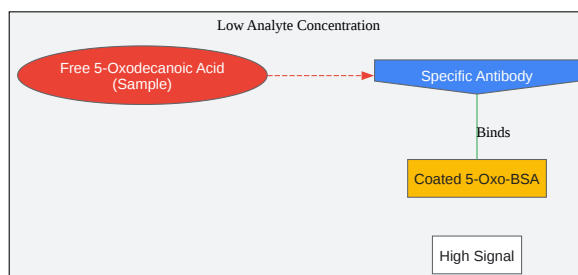 Low Analyte Concentration
Free 5-Oxodecanoic Acid
(Sample)
Specific Antibody
Binds
Coated 5-Oxo-BSA
High Signal